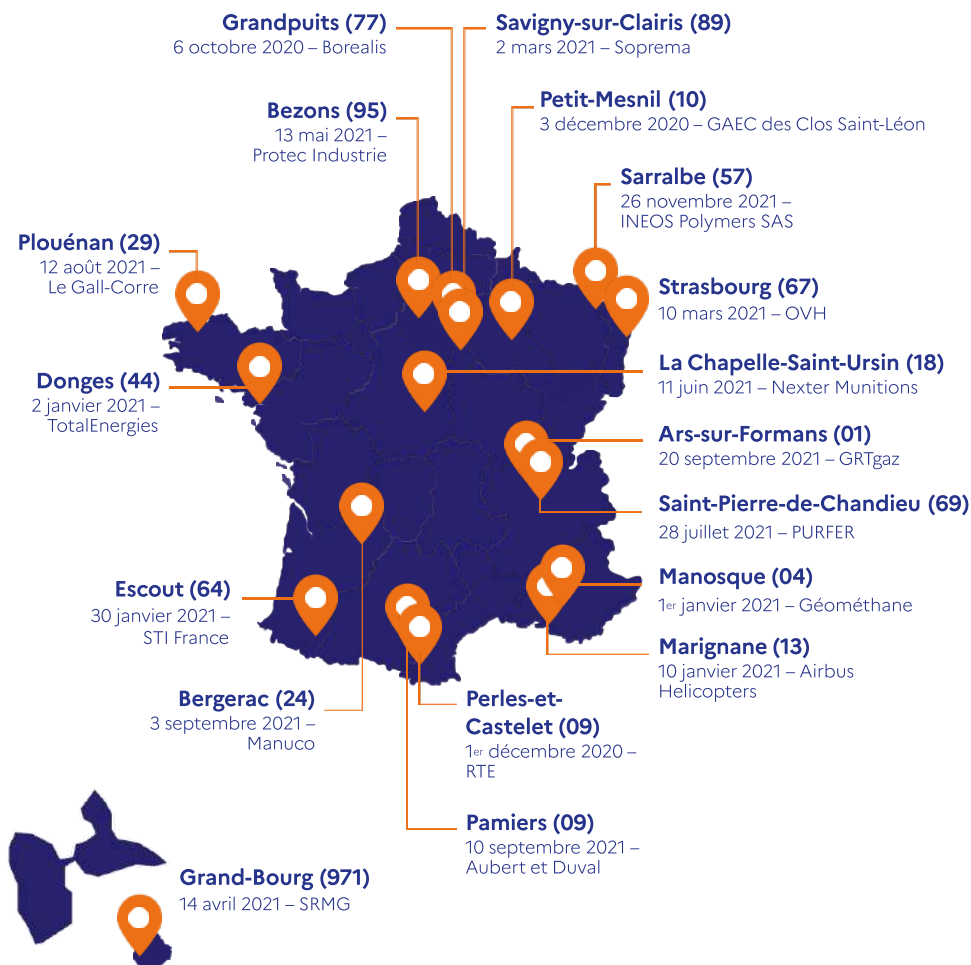 Grandpuits (77)
6 octobre 2020 – Borealis
Savigny-sur-Clairis (89)
2 mars 2021 – Soprema
Bezons (95)
13 mai 2021 –
Protec Industrie
Petit-Mesnil (10)
3 décembre 2020 – GAEC des Clos Saint-Léon
Sarralbe (57)
26 novembre 2021 –
INEOS Polymers SAS
Plouénan (29)
12 août 2021 –
Le Gall-Corre
Strasbourg (67)
10 mars 2021 – OVH
Donges (44)
2 janvier 2021 –
TotalEnergies
La Chapelle-Saint-Ursin (18)
11 juin 2021 – Nexter Munitions
Ars-sur-Formans (01)
20 septembre 2021 – GRTgaz
Saint-Pierre-de-Chandieu (69)
28 juillet 2021 – PURFER
Escout (64)
30 janvier 2021 –
STI France
Manosque (04)
1er janvier 2021 – Géométhane
Marignane (13)
10 janvier 2021 – Airbus
Helicopters
Bergerac (24)
3 septembre 2021 –
Manuco
Perles-et-
Castelet (09)
1er décembre 2020 –
RTE
Pamiers (09)
10 septembre 2021 –
Aubert et Duval
Grand-Bourg (971)
14 avril 2021 – SRMG